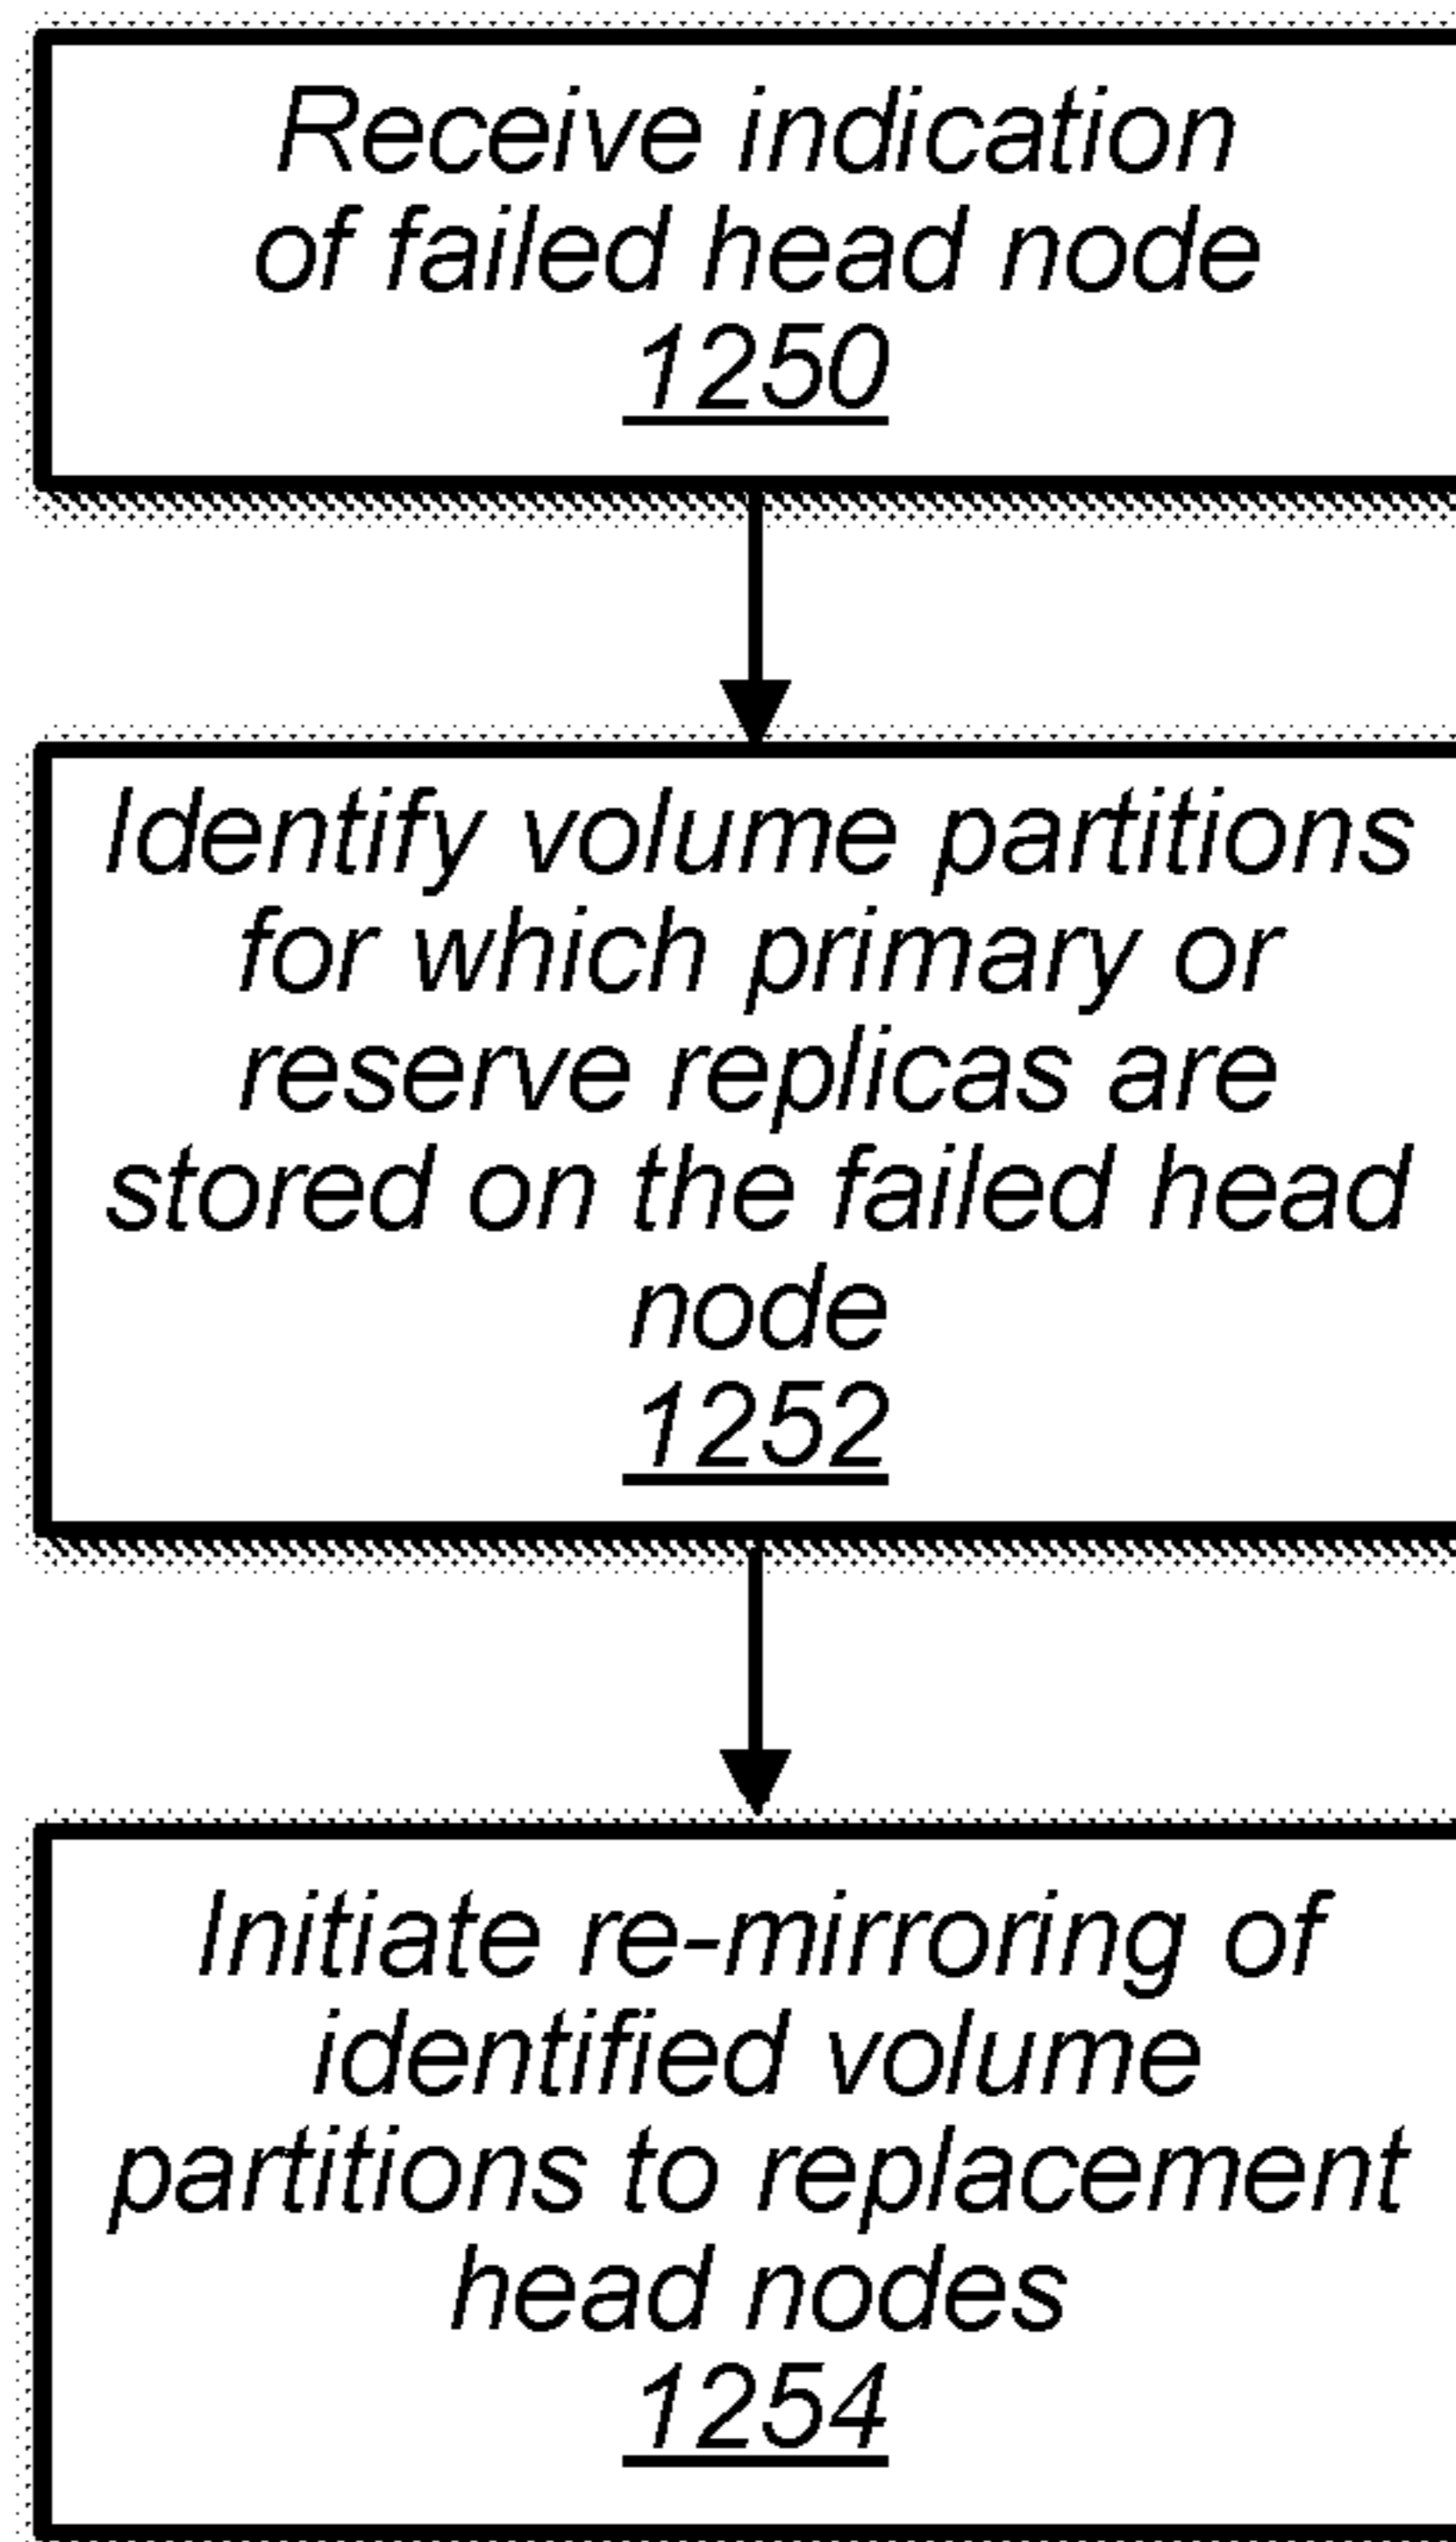 Receive indication
of failed head node
1250
Identify volume partitions
for which primary or
reserve replicas are
stored on the failed head
node
1252
Initiate re-mirroring of
identified volume
partitions to replacement
head nodes
1254